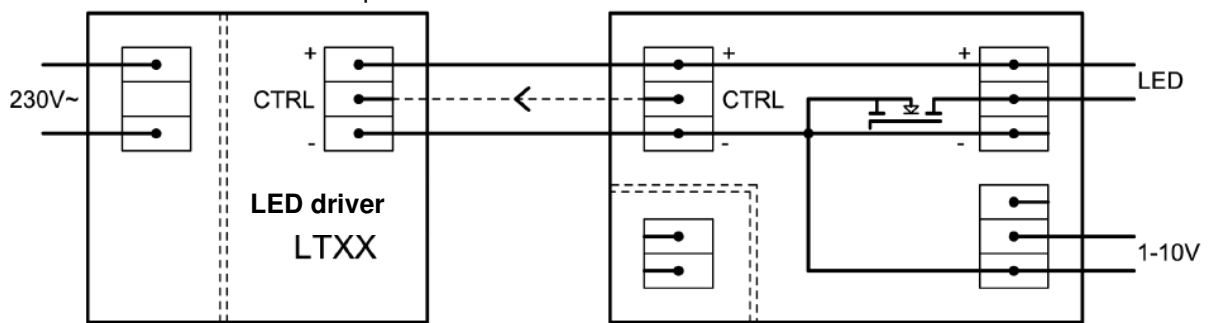 230V~
+
CTRL
-
LED driver
LTXX
+
CTRL
-
+
-
LED
1-10V